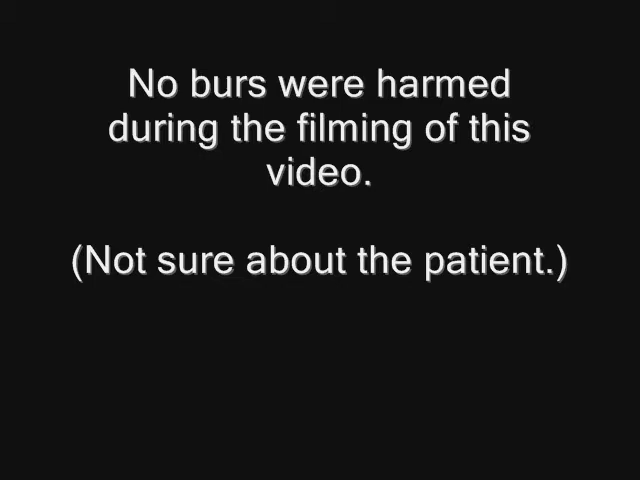 No burs were harmed
during the filming of this
video.
(Not sure about the patient.)